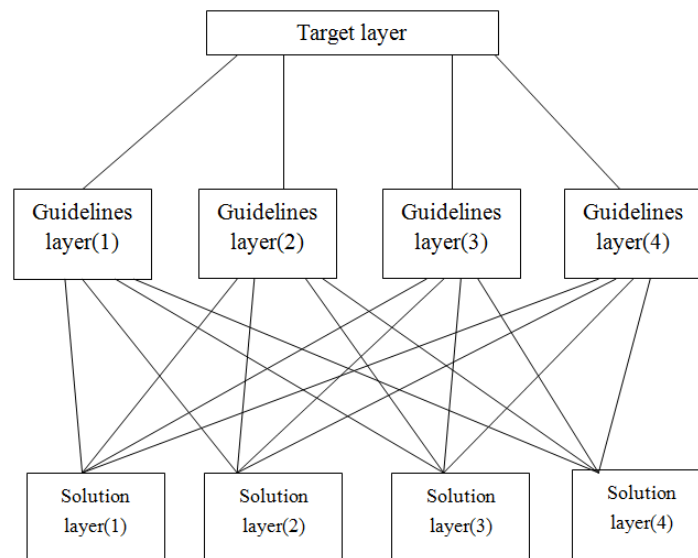 Target layer
Guidelines
layer(1)
Guidelines
layer(2)
Guidelines
layer(3)
Guidelines
layer(4)
Solution
layer(1)
Solution
layer(2)
Solution
layer(3)
Solution
layer(4)